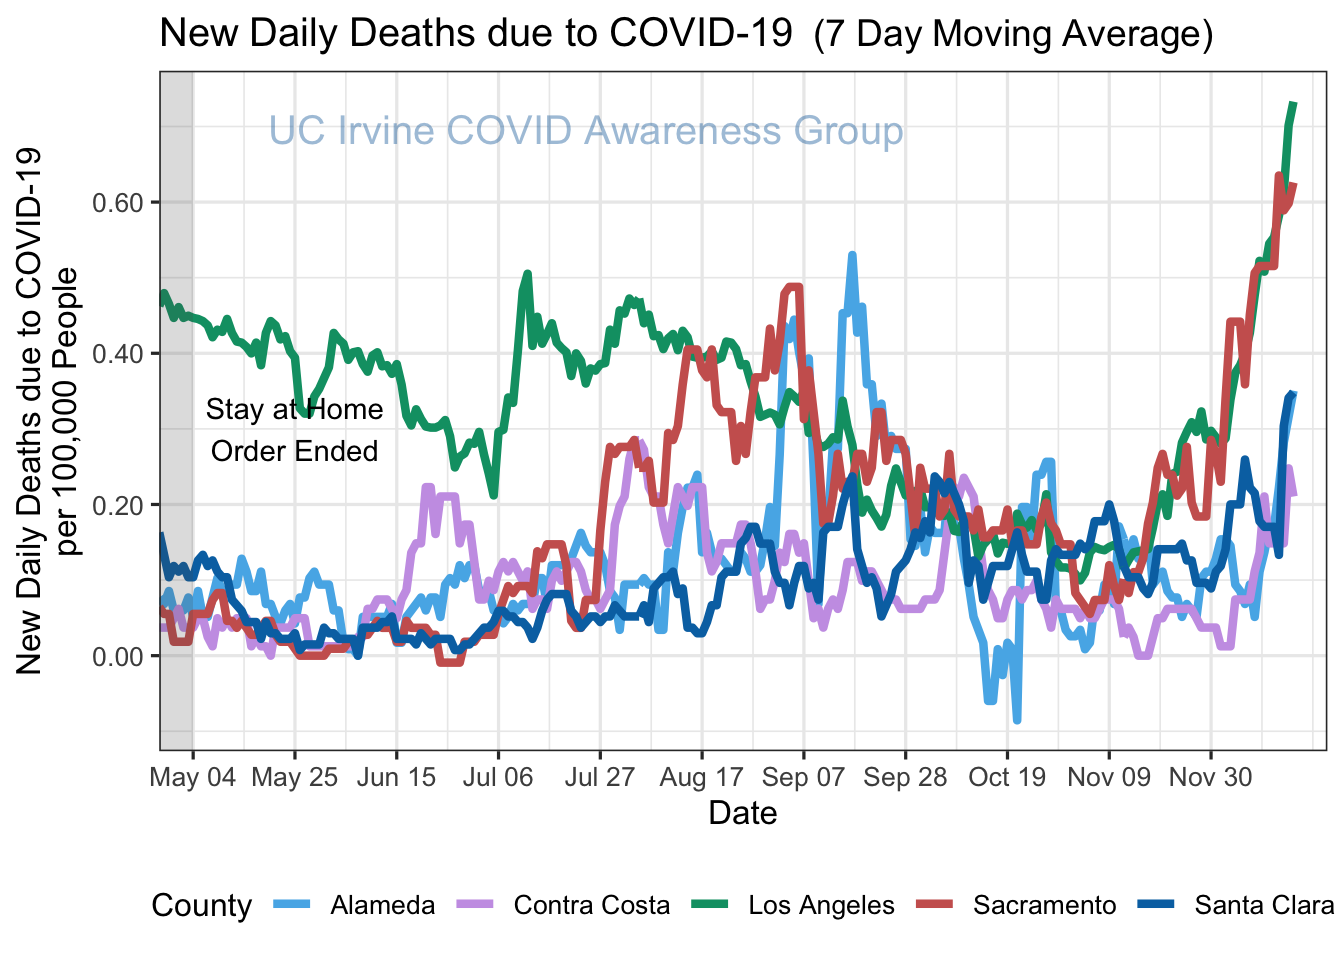 New Daily Deaths due to COVID-19 (7 Day Moving Average)
New Daily Deaths due to COVID-19
per 100,000 People
UC Irvine COVID Awareness Group
0.60
0.40
0.20
0.00
Stay at Home
Order Ended
May 04 May 25 Jun 15 Jul 06 Jul 27 Aug 17 Sep 07 Sep 28 Oct 19 Nov 09 Nov 30
Date
County Alameda Contra Costa Los Angeles Sacramento Santa Clara